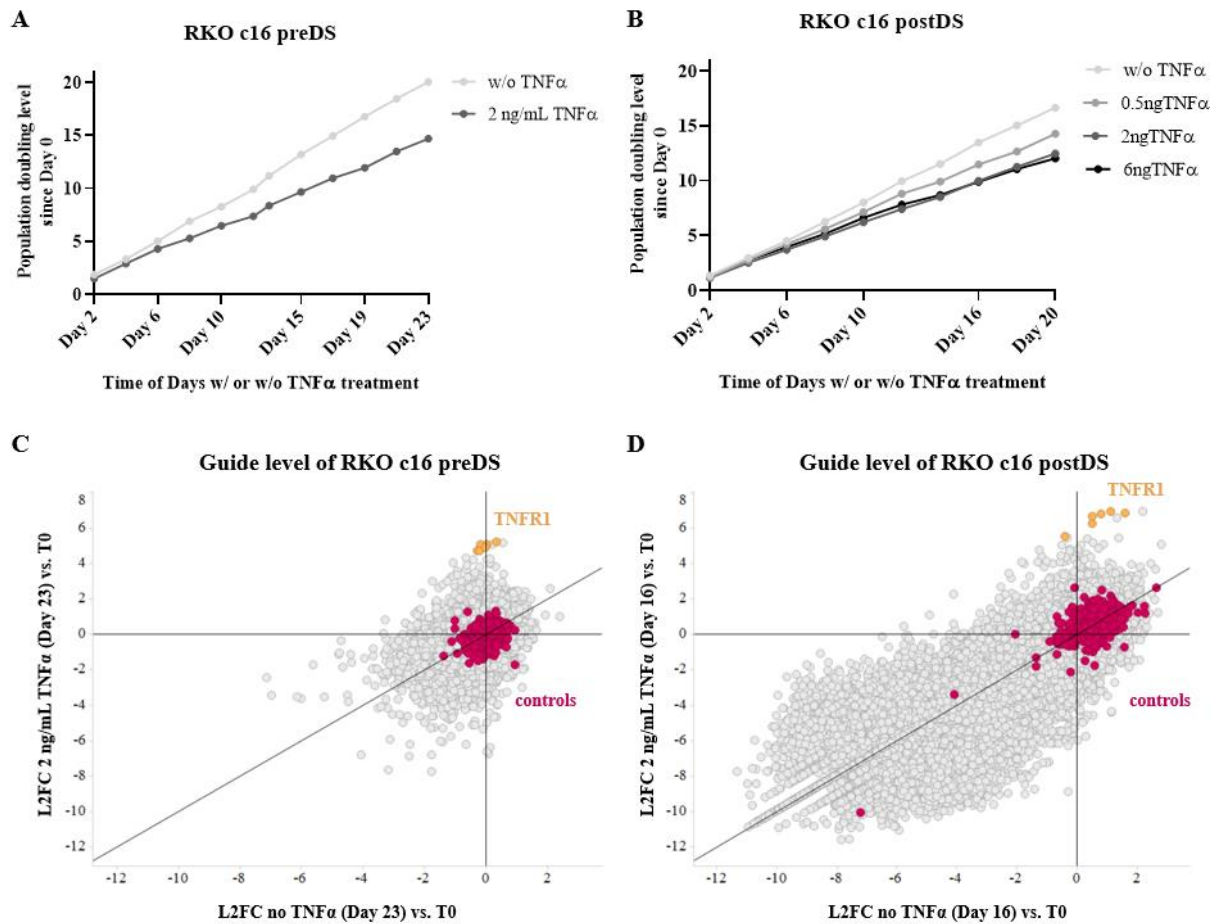 A
RKO c16 preDS
Population doubling level
since Day 0
20
15
10
5
0
Day 2
Day 6
Day 10
Day 15
Day 19
Day 23
Time of Days w/ or w/o TNFα treatment
w/o TNFα
2 ng/mL TNFα
B
RKO c16 postDS
Population doubling level
since Day 0
20
15
10
5
0
Day 2
Day 6
Day 10
Day 16
Day 20
Time of Days w/ or w/o TNFα treatment
w/o TNFα
0.5ngTNFα
2ngTNFα
6ngTNFα
C
Guide level of RKO c16 preDS
L2FC 2 ng/mL TNFα (Day 23) vs. T0
8
6
4
2
0
-2
-4
-6
-8
-10
-12
TNFR1
controls
-12
-10
-8
-6
-4
-2
0
2
L2FC no TNFα (Day 23) vs. T0
D
Guide level of RKO c16 postDS
L2FC 2 ng/mL TNFα (Day 16) vs. T0
8
6
4
2
0
-2
-4
-6
-8
-10
-12
TNFR1
controls
-12
-10
-8
-6
-4
-2
0
2
L2FC no TNFα (Day 16) vs. T0